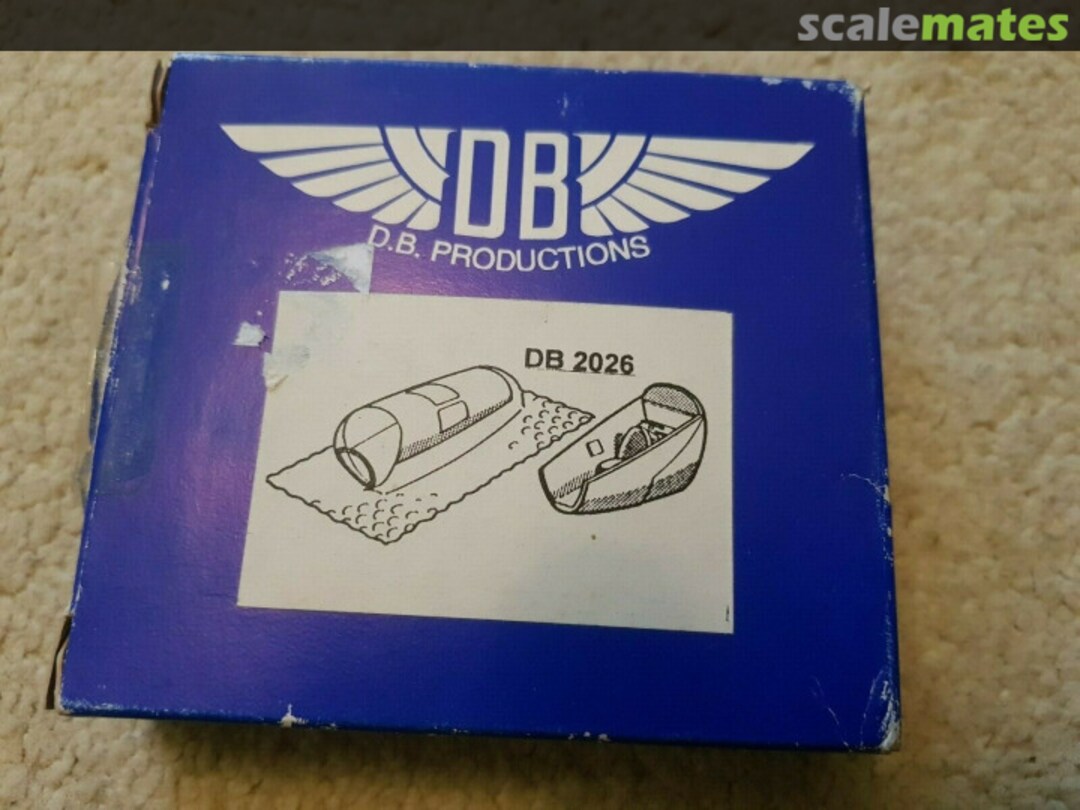 scalemates
DB
D.B. PRODUCTIONS
DB 2026